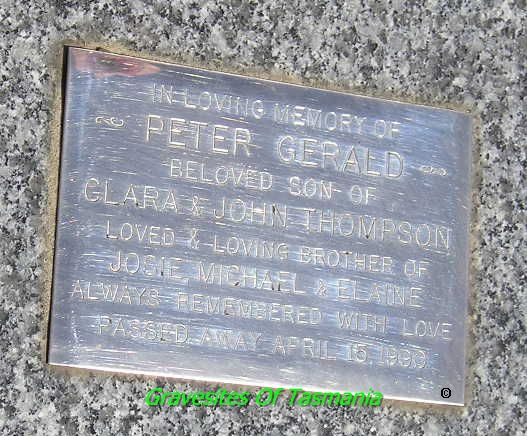 IN LOVING MEMORY OF
PETER GERALD
BELOVED SON OF
CLARA & JOHN THOMPSON
LOVED & LOVING BROTHER OF
JOSIE, MICHAEL & ELAINE
ALWAYS REMEMBERED WITH LOVE
PASSED AWAY APRIL 15, 1990
Gravesites Of Tasmania ©